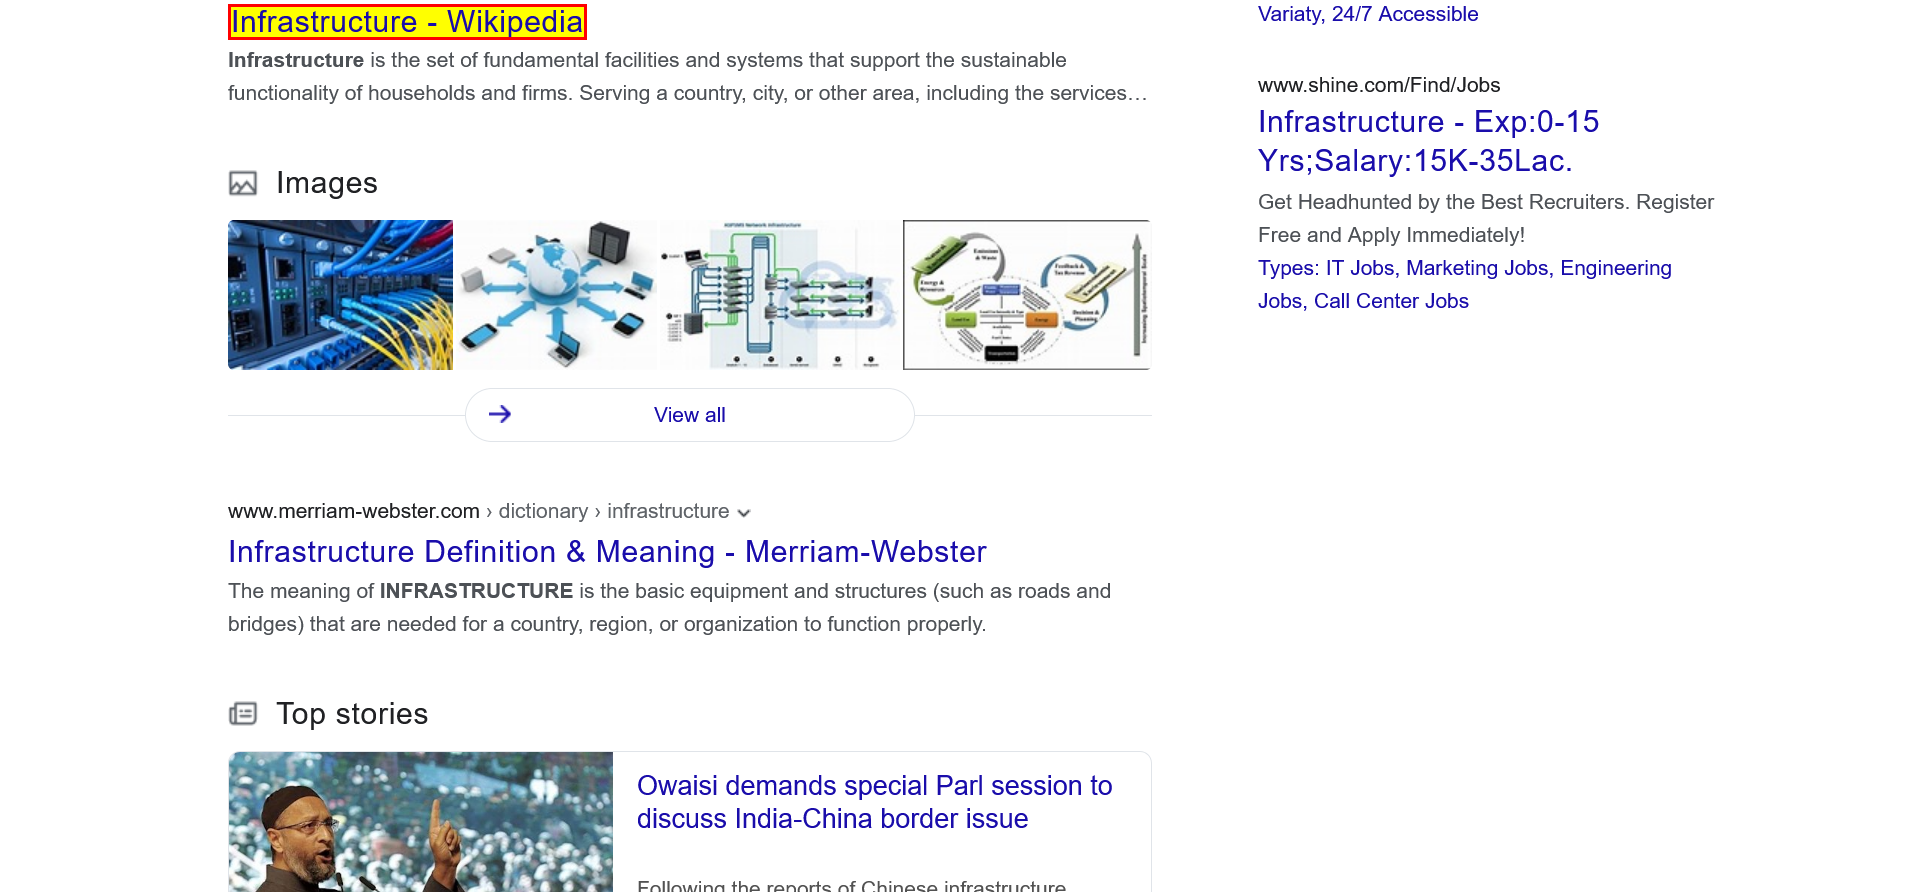 Infrastructure - Wikipedia
Infrastructure is the set of fundamental facilities and systems that support the sustainable
functionality of households and firms. Serving a country, city, or other area, including the services…
Images
View all
www.merriam-webster.com › dictionary › infrastructure
Infrastructure Definition & Meaning - Merriam-Webster
The meaning of INFRASTRUCTURE is the basic equipment and structures (such as roads and
bridges) that are needed for a country, region, or organization to function properly.
Top stories
Owaisi demands special Parl session to
discuss India-China border issue
Following the reports of Chinese infrastructure
Variaty, 24/7 Accessible
www.shine.com/Find/Jobs
Infrastructure - Exp:0-15
Yrs;Salary:15K-35Lac.
Get Headhunted by the Best Recruiters. Register
Free and Apply Immediately!
Types: IT Jobs, Marketing Jobs, Engineering
Jobs, Call Center Jobs